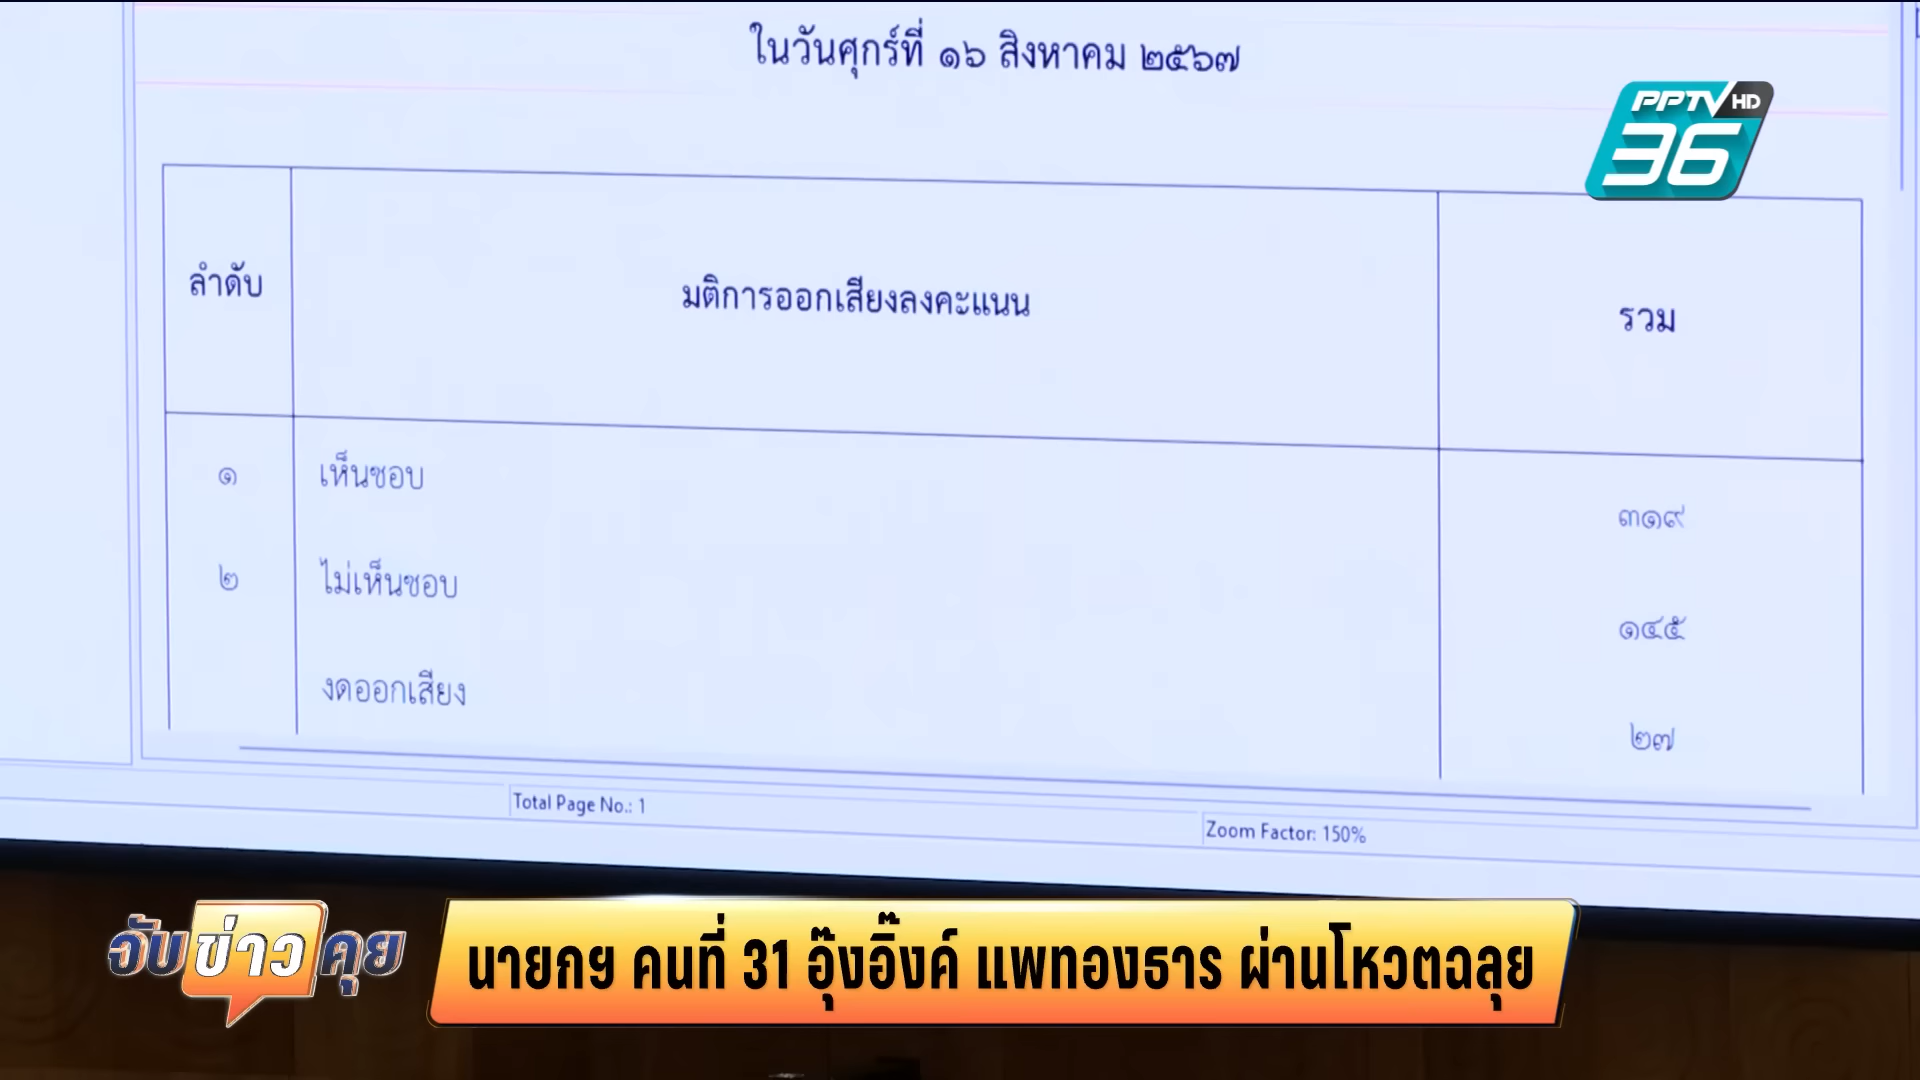 ในวันศุกร์ที่ ๑๖ สิงหาคม ๒๕๖๗
PPTV HD
36
ลำดับ มติการออกเสียงลงคะแนน รวม
๑ เห็นชอบ ๓๑๙
๒ ไม่เห็นชอบ ๑๔๕
งดออกเสียง ๒๗
Total Page No.: 1
Zoom Factor: 150%
จับข่าวคุย
นายกฯ คนที่ 31 อุ๊งอิ๊งค์ แพทองธาร ผ่านโหวตฉลุย